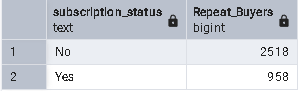 subscription_status text Repeat_Buyers bigint
1 No 2518
2 Yes 958